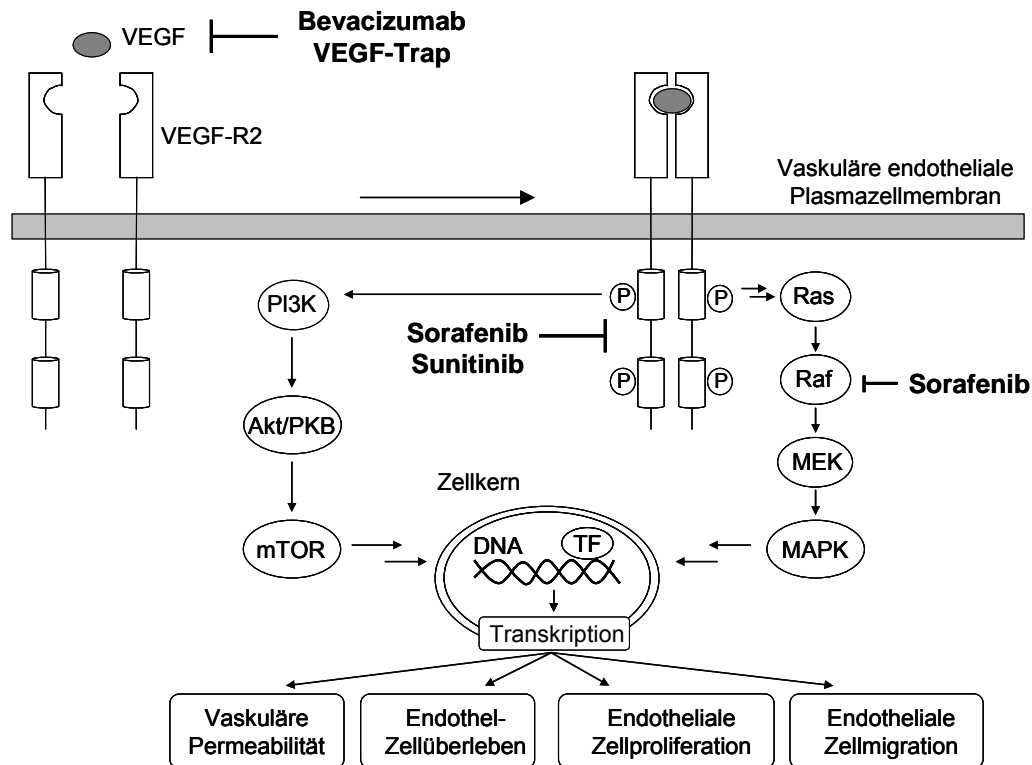 VEGF
Bevacizumab
VEGF-Trap
VEGF-R2
Vaskuläre endotheliale
Plasmazellmembran
PI3K
P
P
Ras
Sorafenib
Sunitinib
P
P
Raf
Sorafenib
Akt/PKB
MEK
Zellkern
mTOR
DNA
TF
MAPK
Transkription
Vaskuläre
Permeabilität
Endothel-
Zellüberleben
Endotheliale
Zellproliferation
Endotheliale
Zellmigration